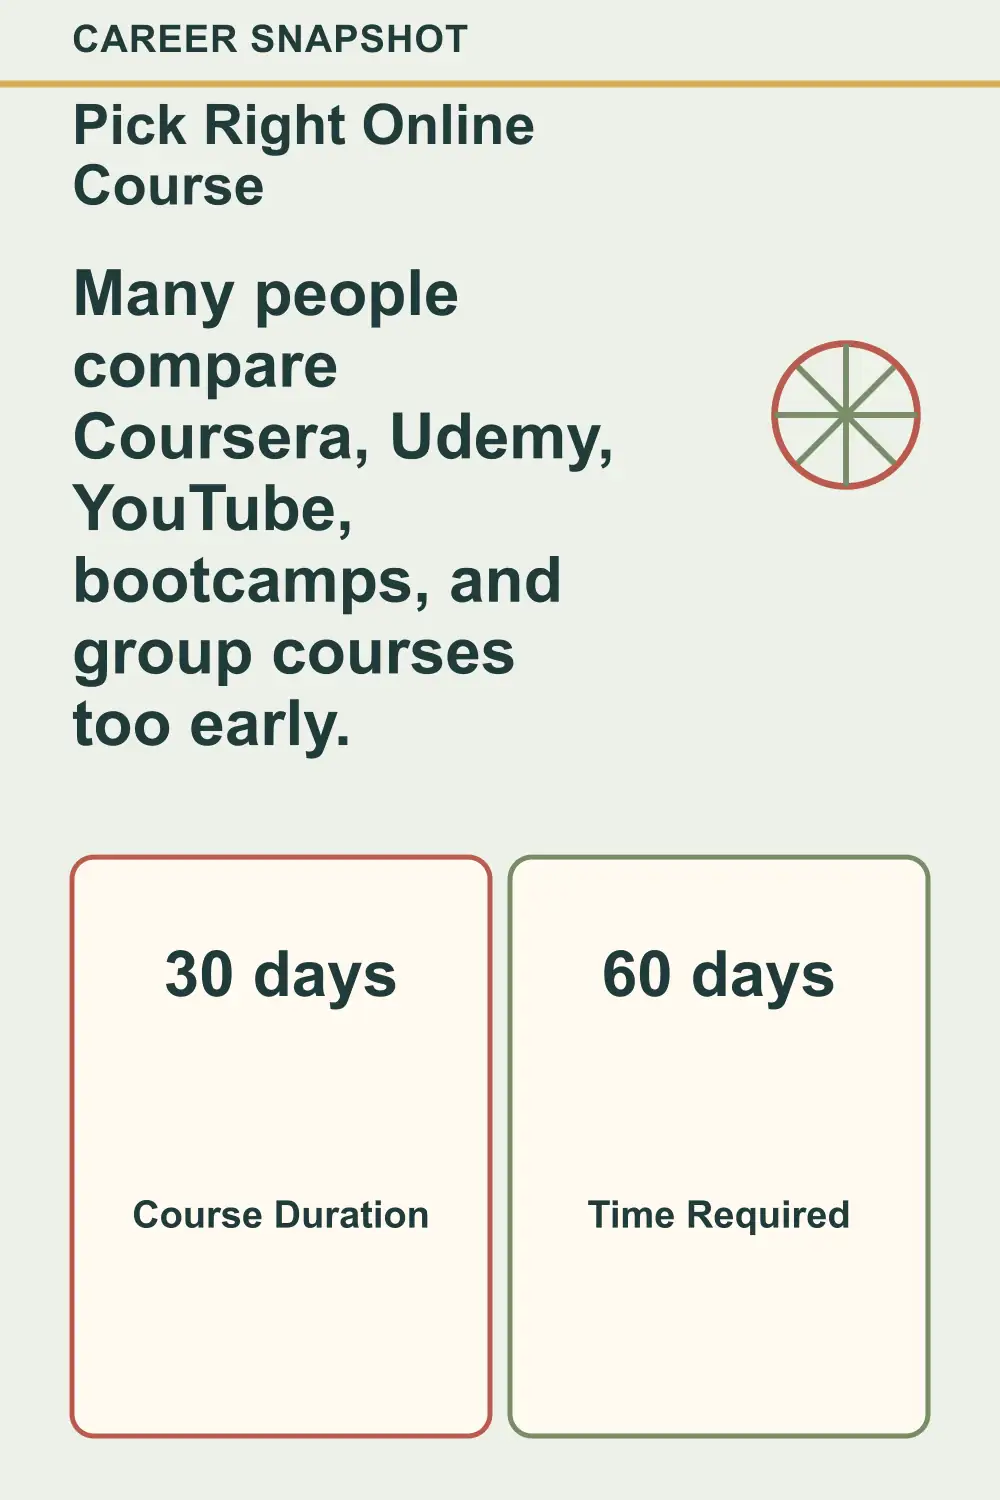 CAREER SNAPSHOT
Pick Right Online
Course
Many people
compare
Coursera, Udemy,
YouTube,
bootcamps, and
group courses
too early.
30 days
Course Duration
60 days
Time Required